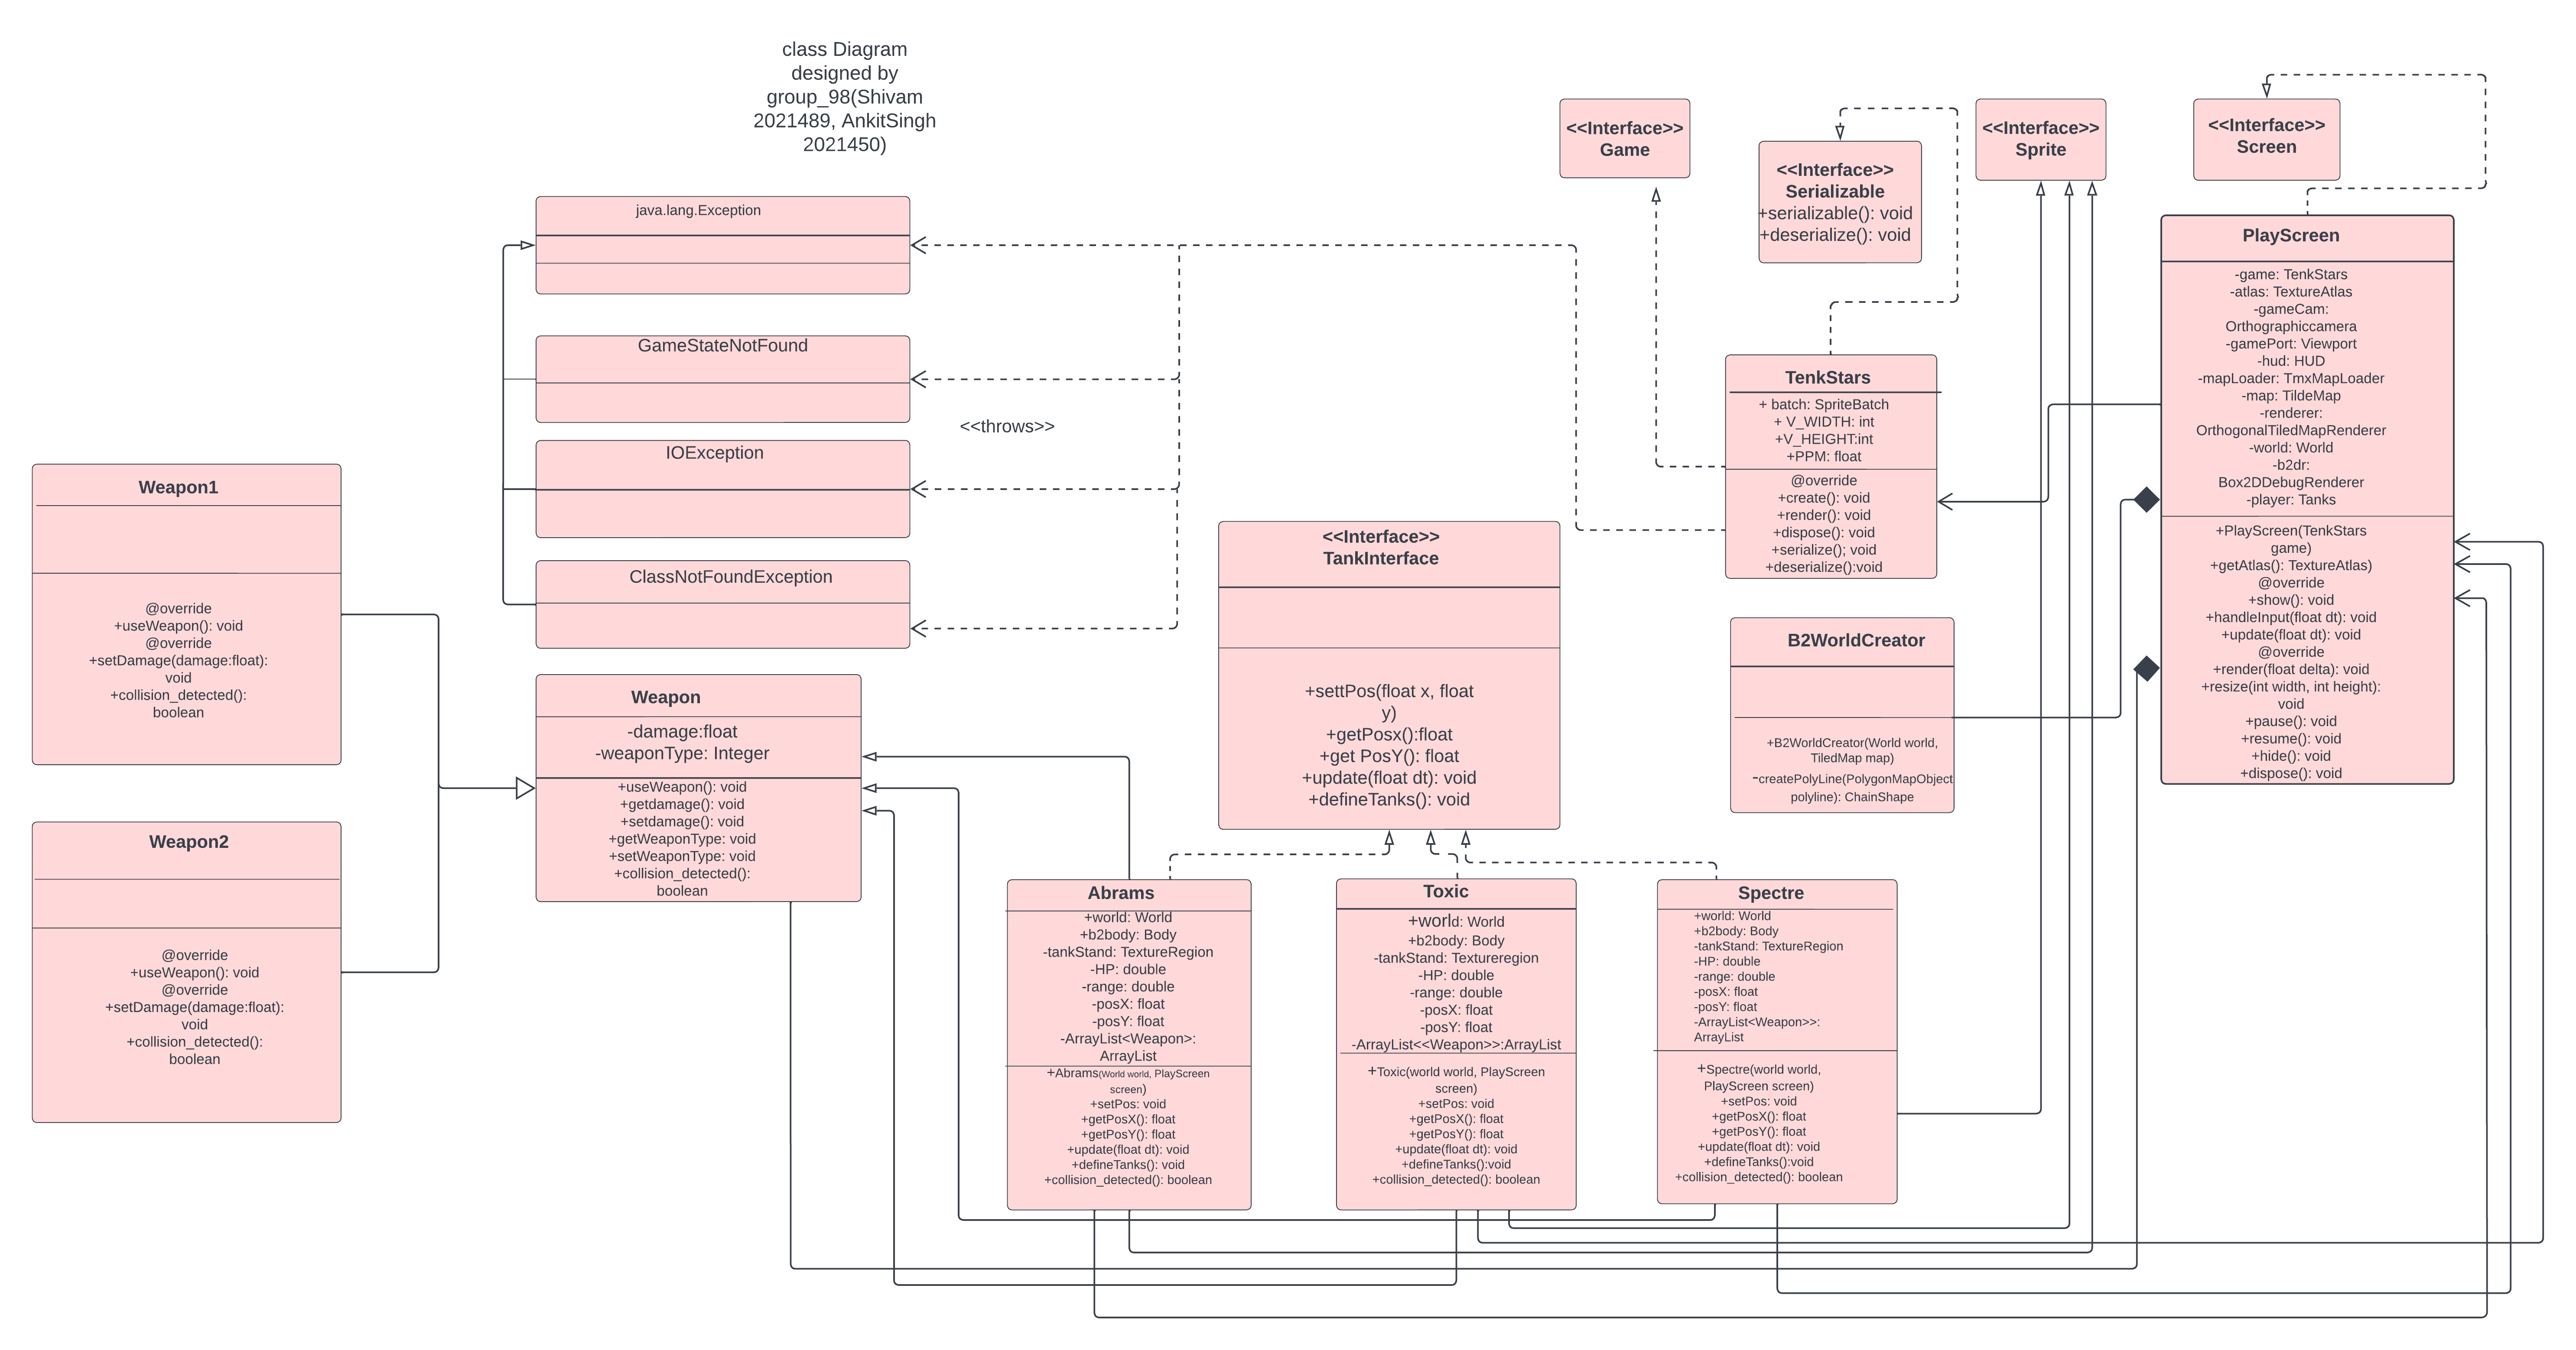 class Diagram
designed by
group_98(Shivam
2021489, AnkitSingh
2021450)
<<Interface>>
Game
<<Interface>>
Serializable
+serializable(): void
+deserialize(): void
<<Interface>>
Sprite
<<Interface>>
Screen
java.lang.Exception
GameStateNotFound
<<throws>>
IOException
ClassNotFoundException
TenkStars
+ batch: SpriteBatch
+ V_WIDTH: int
+V_HEIGHT:int
+PPM: float
@override
+create(): void
+render(): void
+dispose(): void
+serialize(); void
+deserialize():void
PlayScreen
-game: TenkStars
-atlas: TextureAtlas
-gameCam:
Orthographiccamera
-gamePort: Viewport
-hud: HUD
-mapLoader: TmxMapLoader
-map: TildeMap
-renderer:
OrthogonalTiledMapRenderer
-world: World
-b2dr:
Box2DDebugRenderer
-player: Tanks
+PlayScreen(TenkStars
game)
+getAtlas(): TextureAtlas)
@override
+show(): void
+handleInput(float dt): void
+update(float dt): void
@override
+render(float delta): void
+resize(int width, int height):
void
+pause(): void
+resume(): void
+hide(): void
+dispose(): void
Weapon1
@override
+useWeapon(): void
@override
+setDamage(damage:float):
void
+collision_detected():
boolean
<<Interface>>
TankInterface
+settPos(float x, float
y)
+getPosx():float
+get PosY(): float
+update(float dt): void
+defineTanks(): void
B2WorldCreator
+B2WorldCreator(World world,
TiledMap map)
-createPolyLine(PolygonMapObject
polyline): ChainShape
Weapon
-damage:float
-weaponType: Integer
+useWeapon(): void
+getdamage(): void
+setdamage(): void
+getWeaponType: void
+setWeaponType: void
+collision_detected():
boolean
Weapon2
@override
+useWeapon(): void
@override
+setDamage(damage:float):
void
+collision_detected():
boolean
Abrams
+world: World
+b2body: Body
-tankStand: TextureRegion
-HP: double
-range: double
-posX: float
-posY: float
-ArrayList<Weapon>:
ArrayList
+Abrams(World world, PlayScreen
screen)
+setPos: void
+getPosX(): float
+getPosY(): float
+update(float dt): void
+defineTanks(): void
+collision_detected(): boolean
Toxic
+world: World
+b2body: Body
-tankStand: Textureregion
-HP: double
-range: double
-posX: float
-posY: float
-ArrayList<<Weapon>>:ArrayList
+Toxic(world world, PlayScreen
screen)
+setPos: void
+getPosX(): float
+getPosY(): float
+update(float dt): void
+defineTanks():void
+collision_detected(): boolean
Spectre
+world: World
+b2body: Body
-tankStand: TextureRegion
-HP: double
-range: double
-posX: float
-posY: float
-ArrayList<Weapon>>:
ArrayList
+Spectre(world world,
PlayScreen screen)
+setPos: void
+getPosX(): float
+getPosY(): float
+update(float dt): void
+defineTanks():void
+collision_detected(): boolean